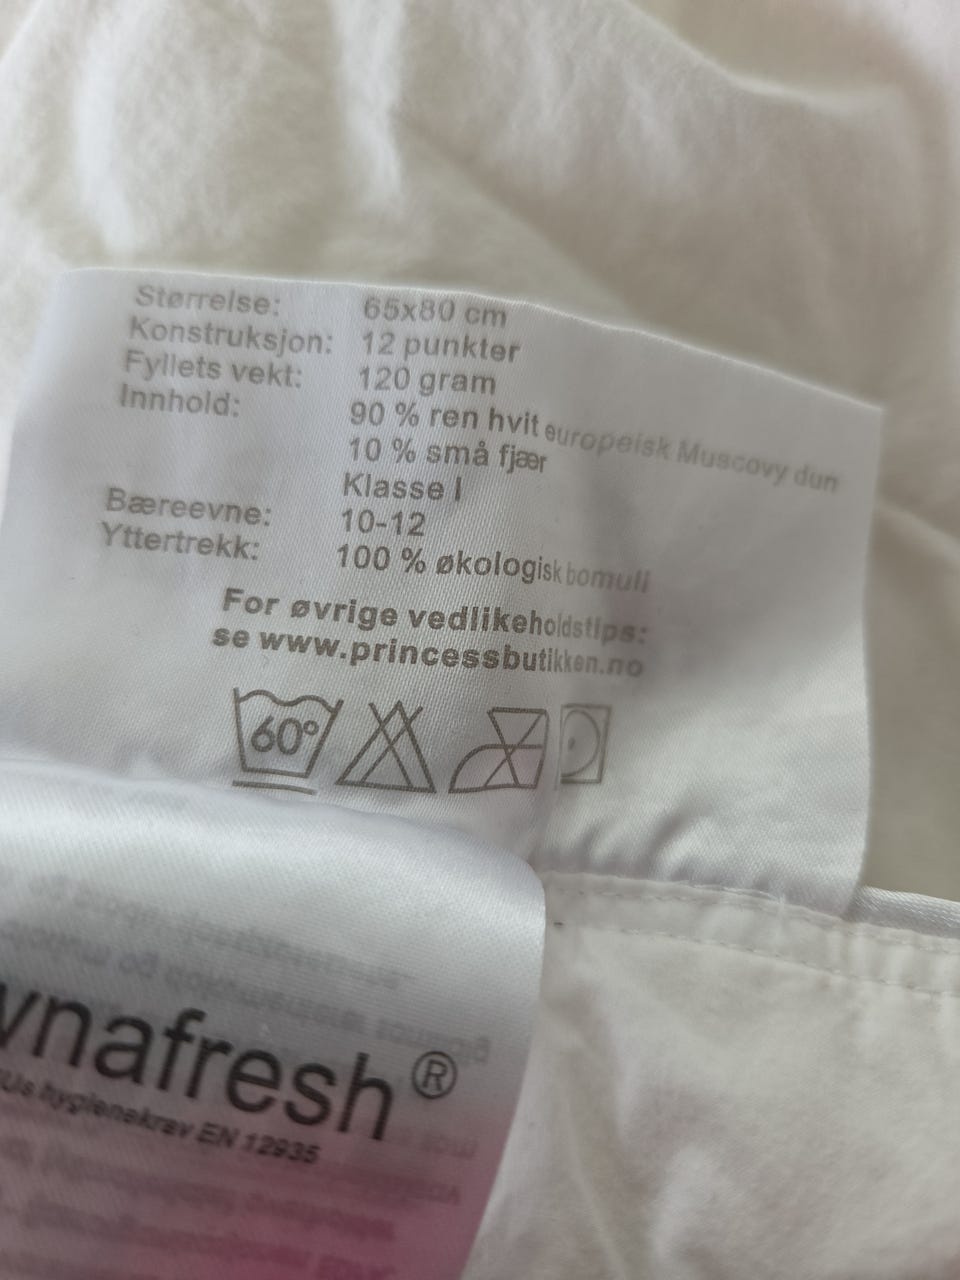 Størrelse: 65x80 cm
Konstruksjon: 12 punkter
Fyllets vekt: 120 gram
Innhold: 90 % ren hvit europeisk Muscovy dun
10 % små fjær
Klasse I
Bæreevne: 10-12
Yttertrekk: 100 % økologisk bomull
For øvrige vedlikeholdstips:
se www.princessbutikken.no
60°
vnafresh®
Us hygienekrav EN 12935